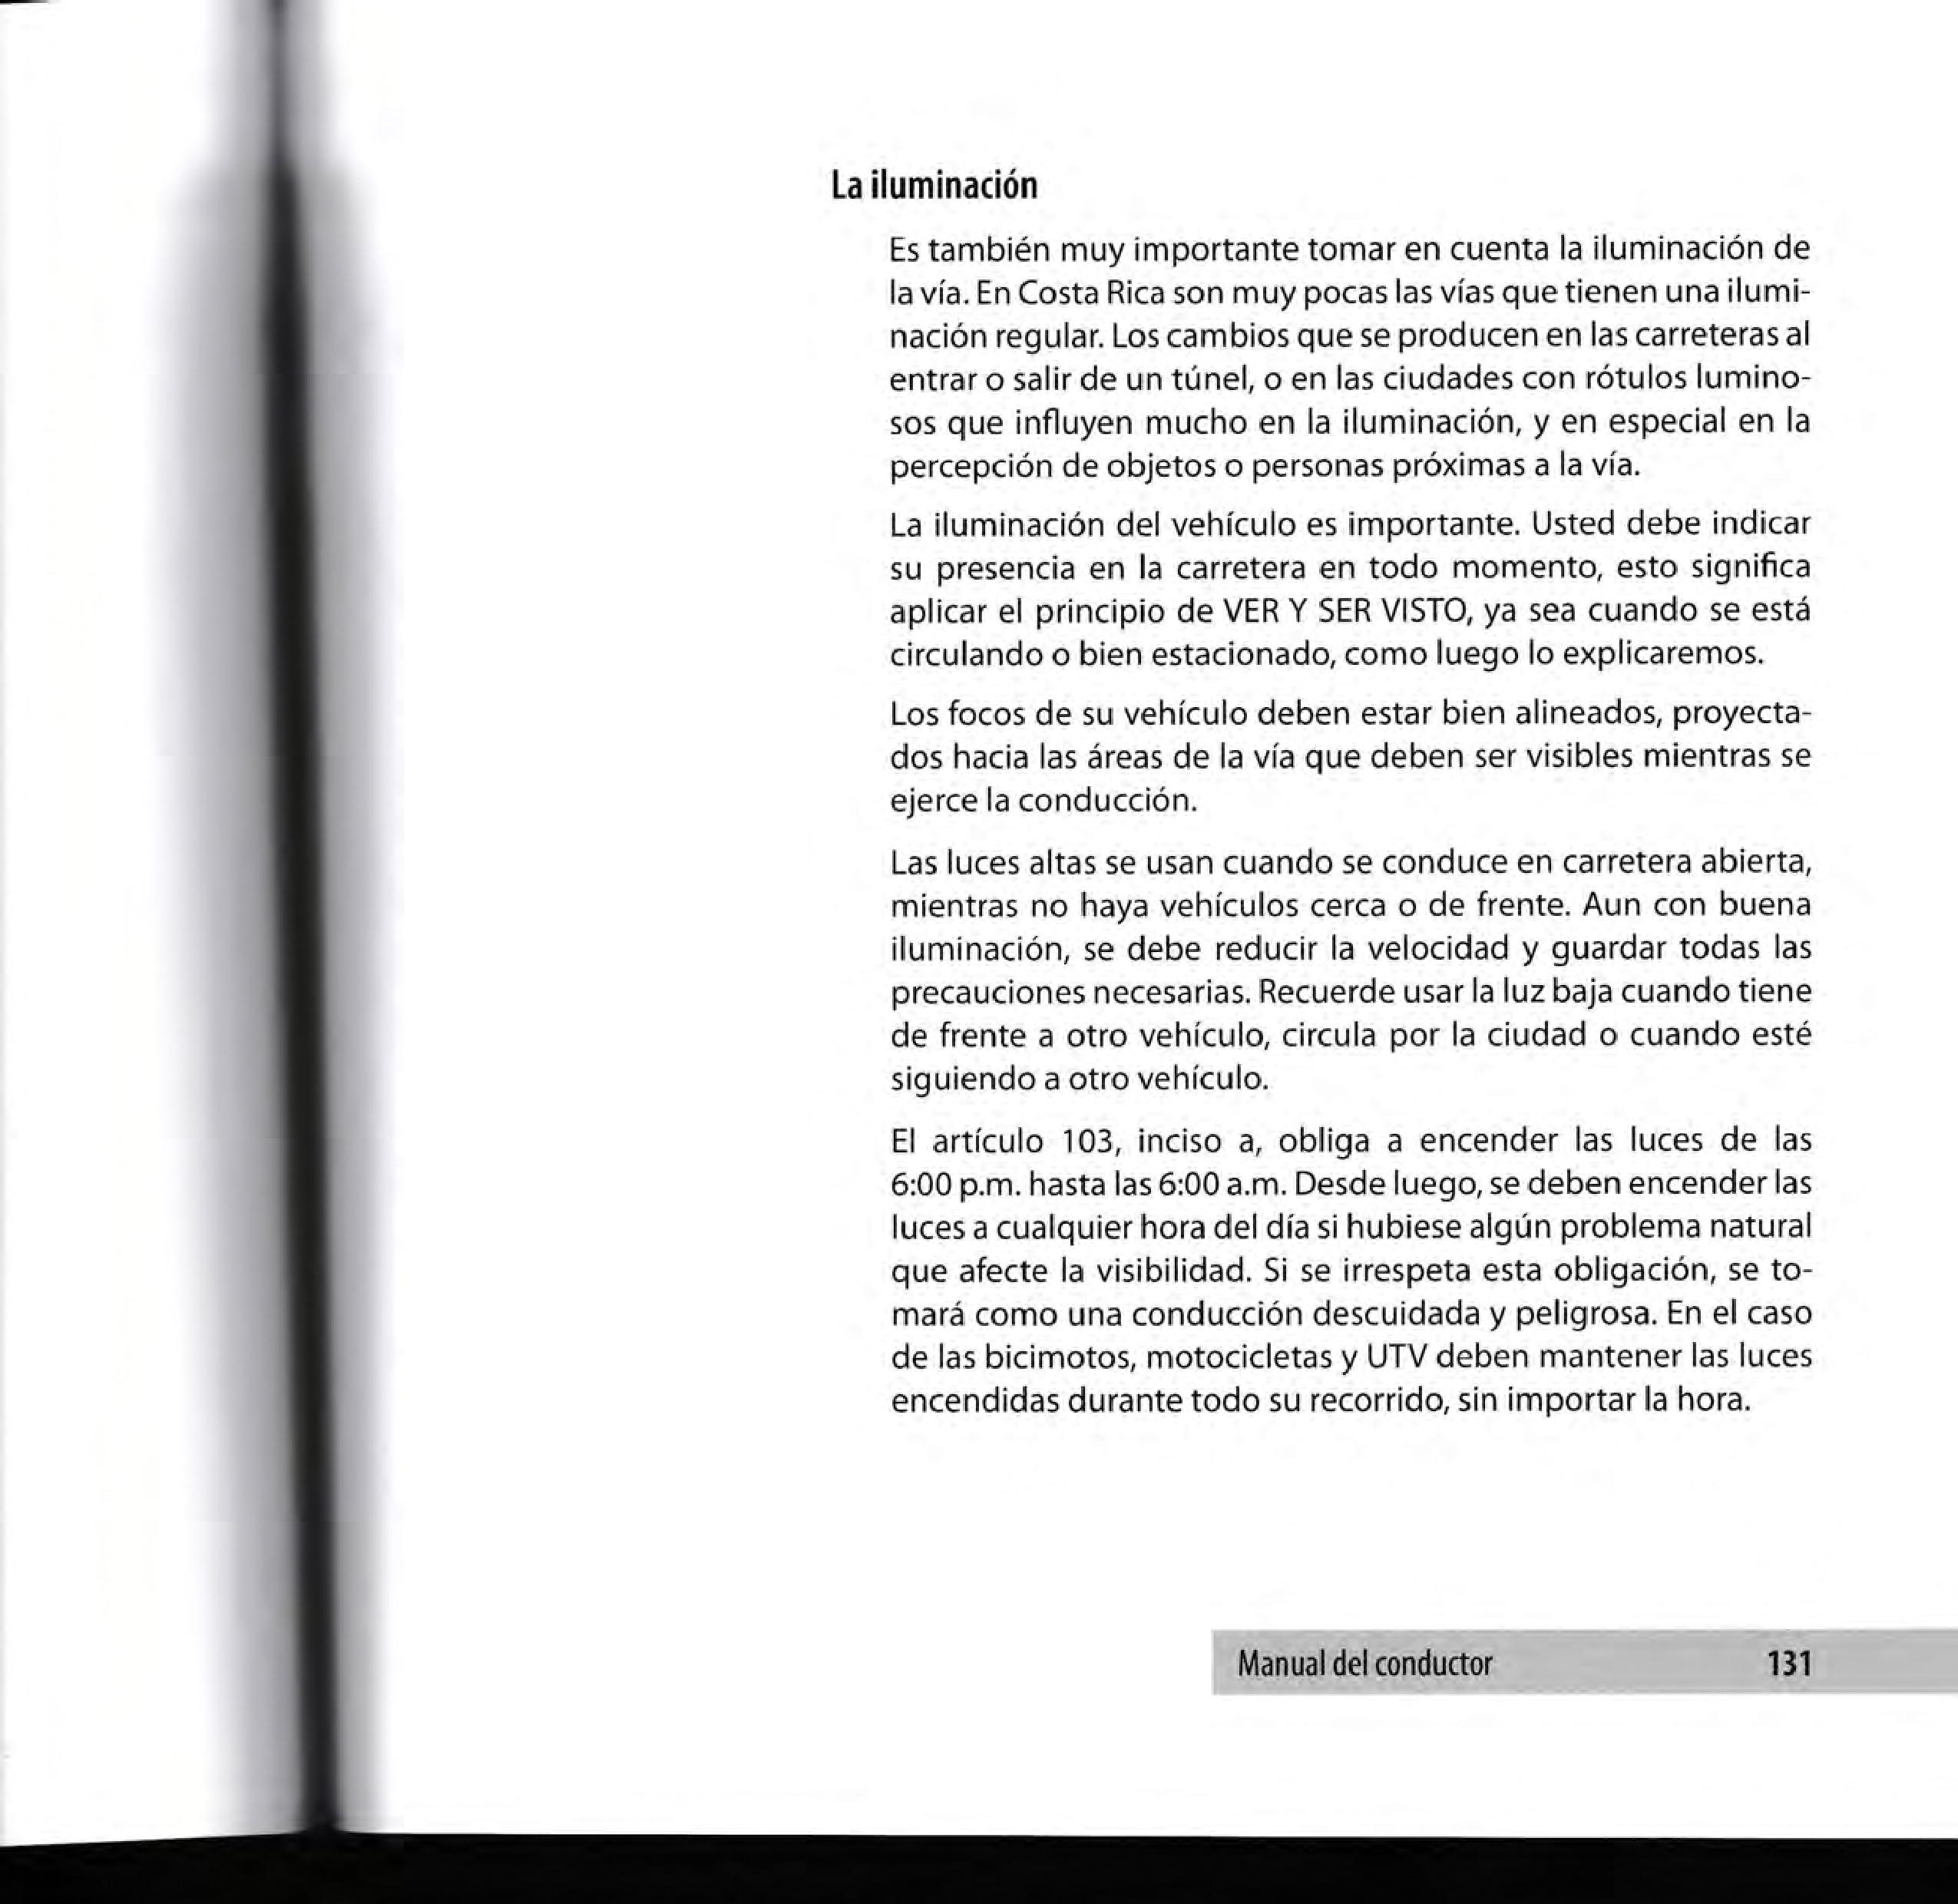 La iluminación
Es también muy importante tomar en cuenta la iluminación de
la vía. En Costa Rica son muy pocas las vías que tienen una ilumi-
nación regular. Los cambios que se producen en las carreteras al
entrar o salir de un túnel, o en las ciudades con rótulos lumino-
sos que influyen mucho en la iluminación, y en especial en la
percepción de objetos o personas próximas a la vía.
La iluminación del vehículo es importante. Usted debe indicar
su presencia en la carretera en todo momento, esto significa
aplicar el principio de VER Y SER VISTO, ya sea cuando se está
circulando o bien estacionado, como luego lo explicaremos.
Los focos de su vehículo deben estar bien alineados, proyecta-
dos hacia las áreas de la vía que deben ser visibles mientras se
ejerce la conducción.
Las luces altas se usan cuando se conduce en carretera abierta,
mientras no haya vehículos cerca o de frente. Aun con buena
iluminación, se debe reducir la velocidad y guardar todas las
precauciones necesarias. Recuerde usar la luz baja cuando tiene
de frente a otro vehículo, circula por la ciudad o cuando esté
siguiendo a otro vehículo.
El artículo 103, inciso a, obliga a encender las luces de las
6:00 p.m. hasta las 6:00 a.m. Desde luego, se deben encender las
luces a cualquier hora del día si hubiese algún problema natural
que afecte la visibilidad. Si se irrespeta esta obligación, se to-
mará como una conducción descuidada y peligrosa. En el caso
de las bicimotos, motocicletas y UTV deben mantener las luces
encendidas durante todo su recorrido, sin importar la hora.
Manual del conductor 131